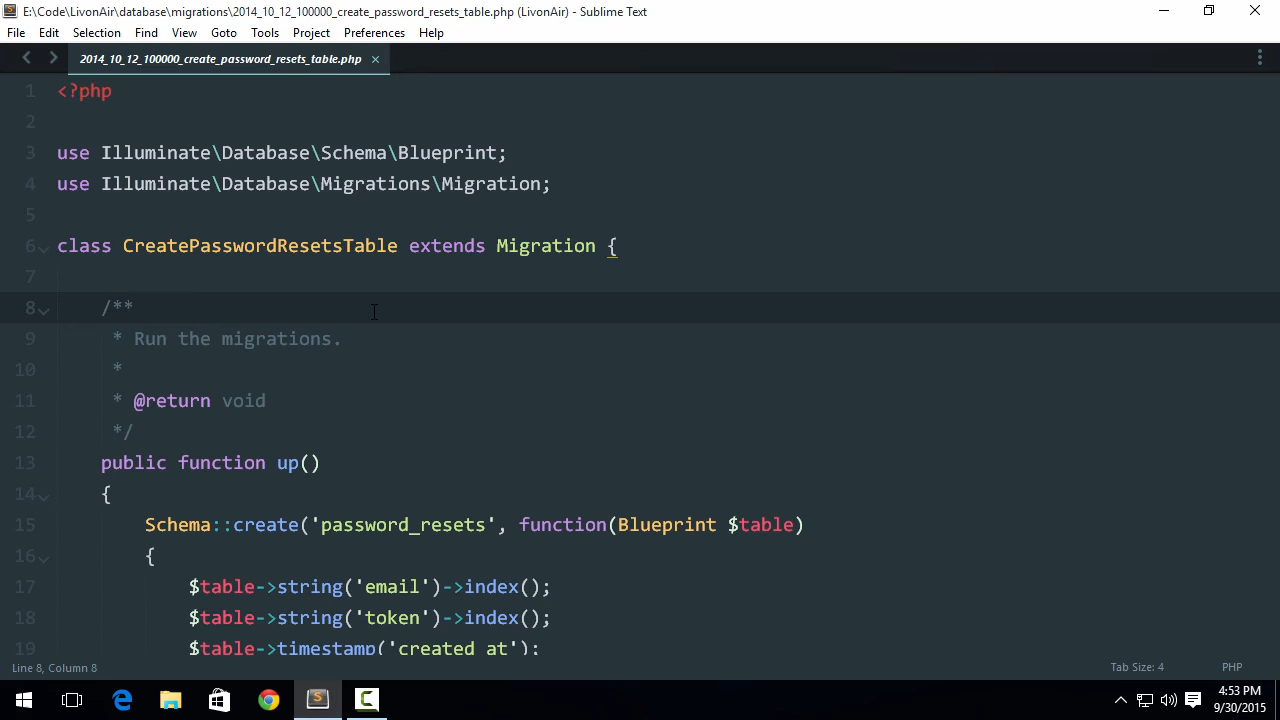 E:\Code\LivonAir\database\migrations\2014_10_12_100000_create_password_resets_table.php (LivonAir) - Sublime Text
File Edit Selection Find View Goto Tools Project Preferences Help
2014_10_12_100000_create_password_resets_table.php ×
1 <?php
2
3 use Illuminate\Database\Schema\Blueprint;
4 use Illuminate\Database\Migrations\Migration;
5
6 class CreatePasswordResetsTable extends Migration {
7
8 /**
9 * Run the migrations.
10 *
11 * @return void
12 */
13 public function up()
14 {
15 Schema::create('password_resets', function(Blueprint $table)
16 {
17 $table->string('email')->index();
18 $table->string('token')->index();
19 $table->timestamp('created_at');
Line 8, Column 8 Tab Size: 4 PHP
4:53 PM
9/30/2015